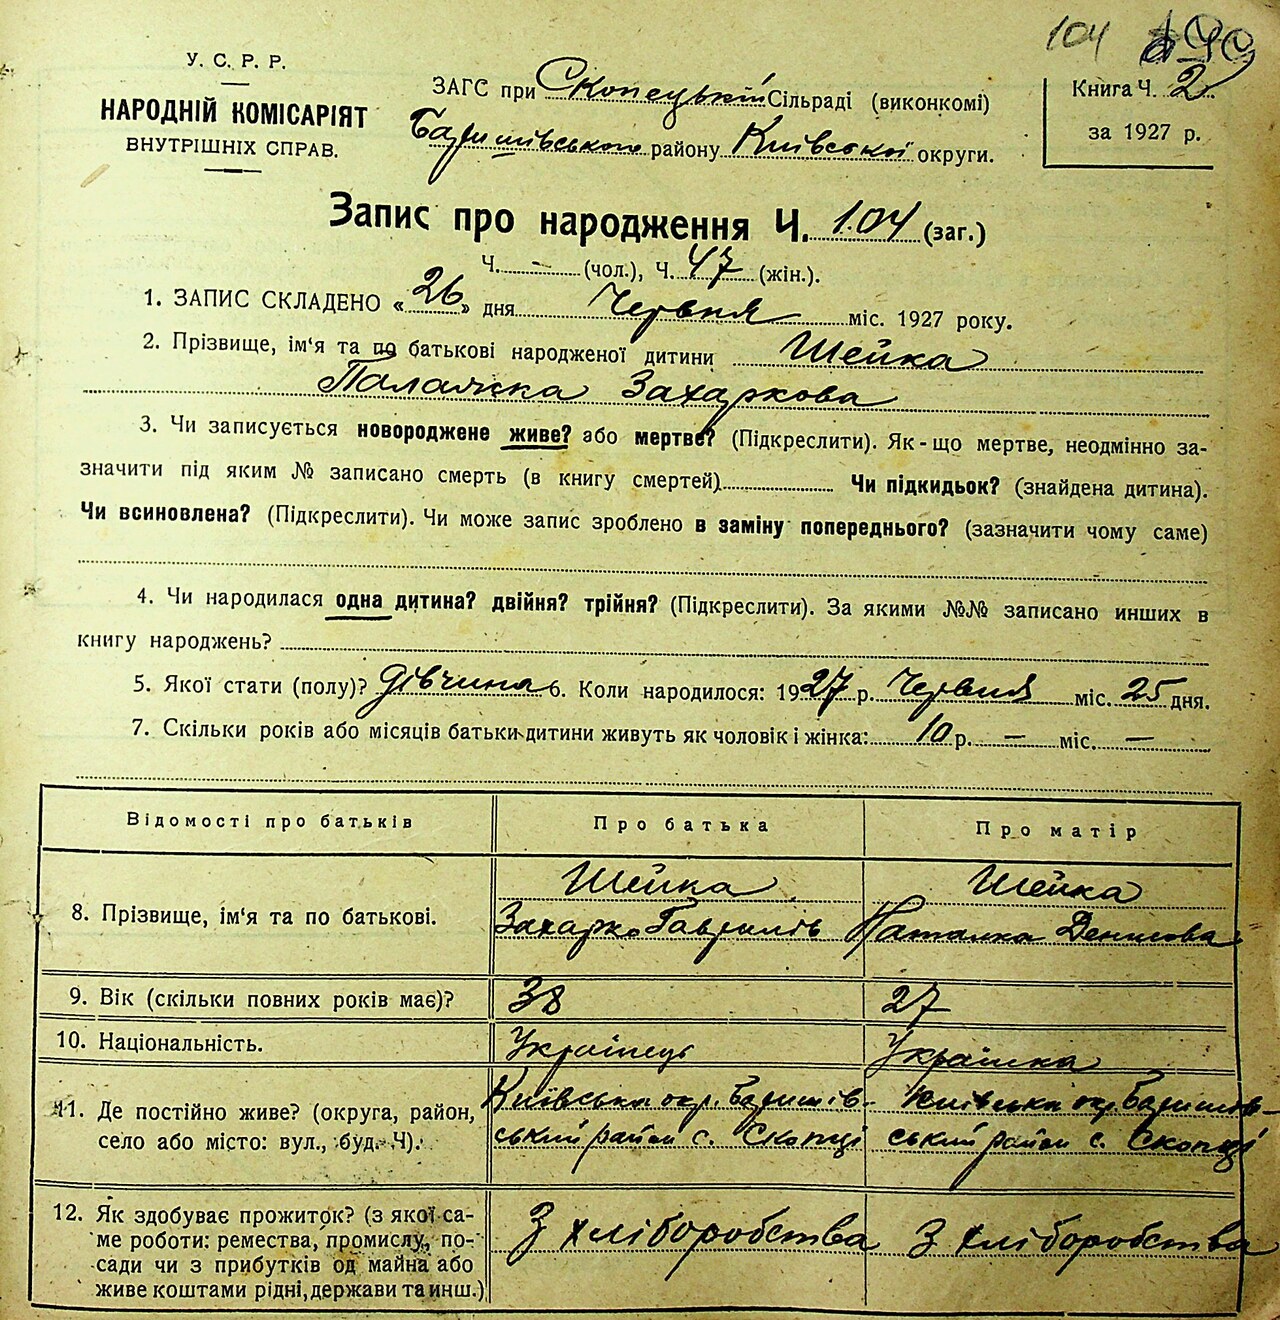 104
У. С. Р. Р.
НАРОДНІЙ КОМІСАРІЯТ
ВНУТРІШНІХ СПРАВ.
ЗАГС при Скопецькій Сільраді (виконкомі)
Баришівського району Київської округи.
Книга Ч. 2
за 1927 р.
Запис про народження Ч. 104 (заг.)
Ч. — (чол.), Ч. 47 (жін.).
1. ЗАПИС СКЛАДЕНО «26» дня Червня міс. 1927 року.
2. Прізвище, ім'я та по батькові народженої дитини Шейка
Палажка Захаркова
3. Чи записується новороджене живе? або мертве? (Підкреслити). Як-що мертве, неодмінно за-
значити під яким № записано смерть (в книгу смертей) Чи підкидьок? (знайдена дитина).
Чи всиновлена? (Підкреслити). Чи може запис зроблено в заміну попереднього? (зазначити чому саме)
4. Чи народилася одна дитина? двійня? трійня? (Підкреслити). За якими №№ записано инших в
книгу народжень?
5. Якої стати (полу)? дівчина 6. Коли народилося: 1927 р. Червня міс. 25 дня.
7. Скільки років або місяців батьки дитини живуть як чоловік і жінка: 10 р. — міс. —
Відомості про батьків Про батька Про матір
Шейка Шейка
8. Прізвище, ім'я та по батькові. Захарко Гаврилів Наталка Денисова
9. Вік (скільки повних років має)? 38 27
10. Національність. Українець Українка
11. Де постійно живе? (округа, район, Київська окр. Баришів- Київська окр. Баришів-
село або місто: вул., буд. Ч). ський район с. Скопці ський район с. Скопці
12. Як здобуває прожиток? (з якої са-
ме роботи: ремества, промислу, по- З хліборобства З хліборобства
сади чи з прибутків од майна або
живе коштами рідні, держави та инш.)